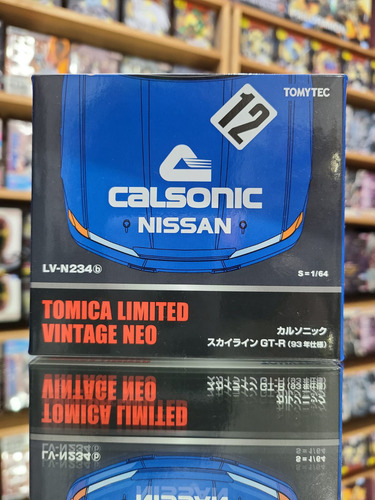 TOMYTEC
12
CALSONIC
NISSAN
LV-N234ⓑ
S=1/64
TOMICA LIMITED
VINTAGE NEO
カルソニック
スカイライン GT-R (93年仕様)